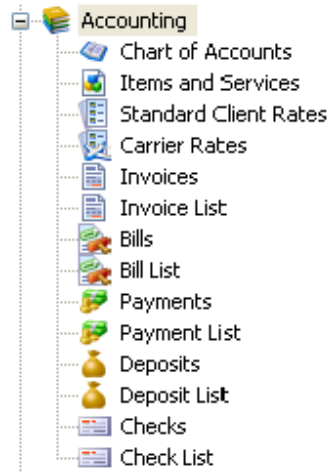 Accounting
Chart of Accounts
Items and Services
Standard Client Rates
Carrier Rates
Invoices
Invoice List
Bills
Bill List
Payments
Payment List
Deposits
Deposit List
Checks
Check List